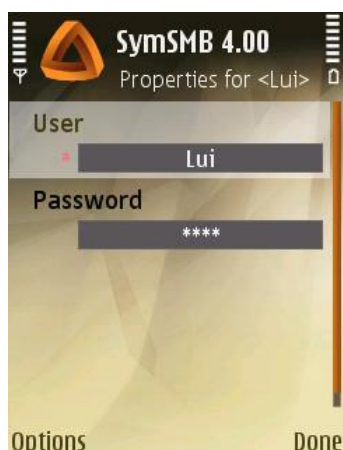 SymSMB 4.00
Properties for <Lui>
User
* Lui
Password
****
Options Done